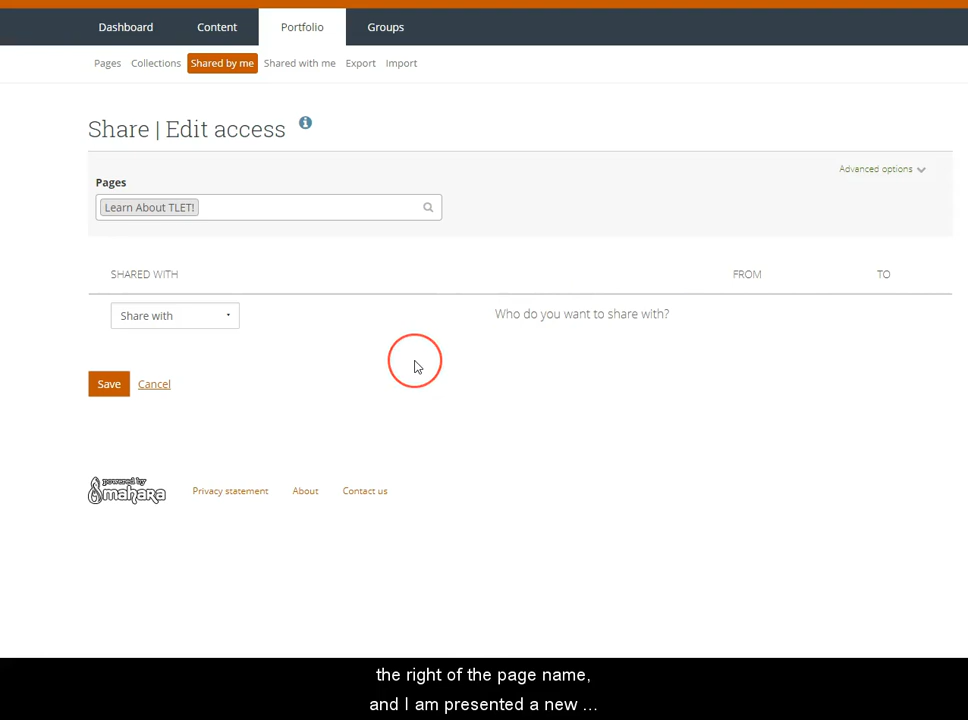 Dashboard Content Portfolio Groups
Pages Collections Shared by me Shared with me Export Import
Share | Edit access
Advanced options
Pages
Learn About TLET!
SHARED WITH FROM TO
Share with Who do you want to share with?
Save Cancel
powered by
mahara
Privacy statement About Contact us
the right of the page name,
and I am presented a new ...